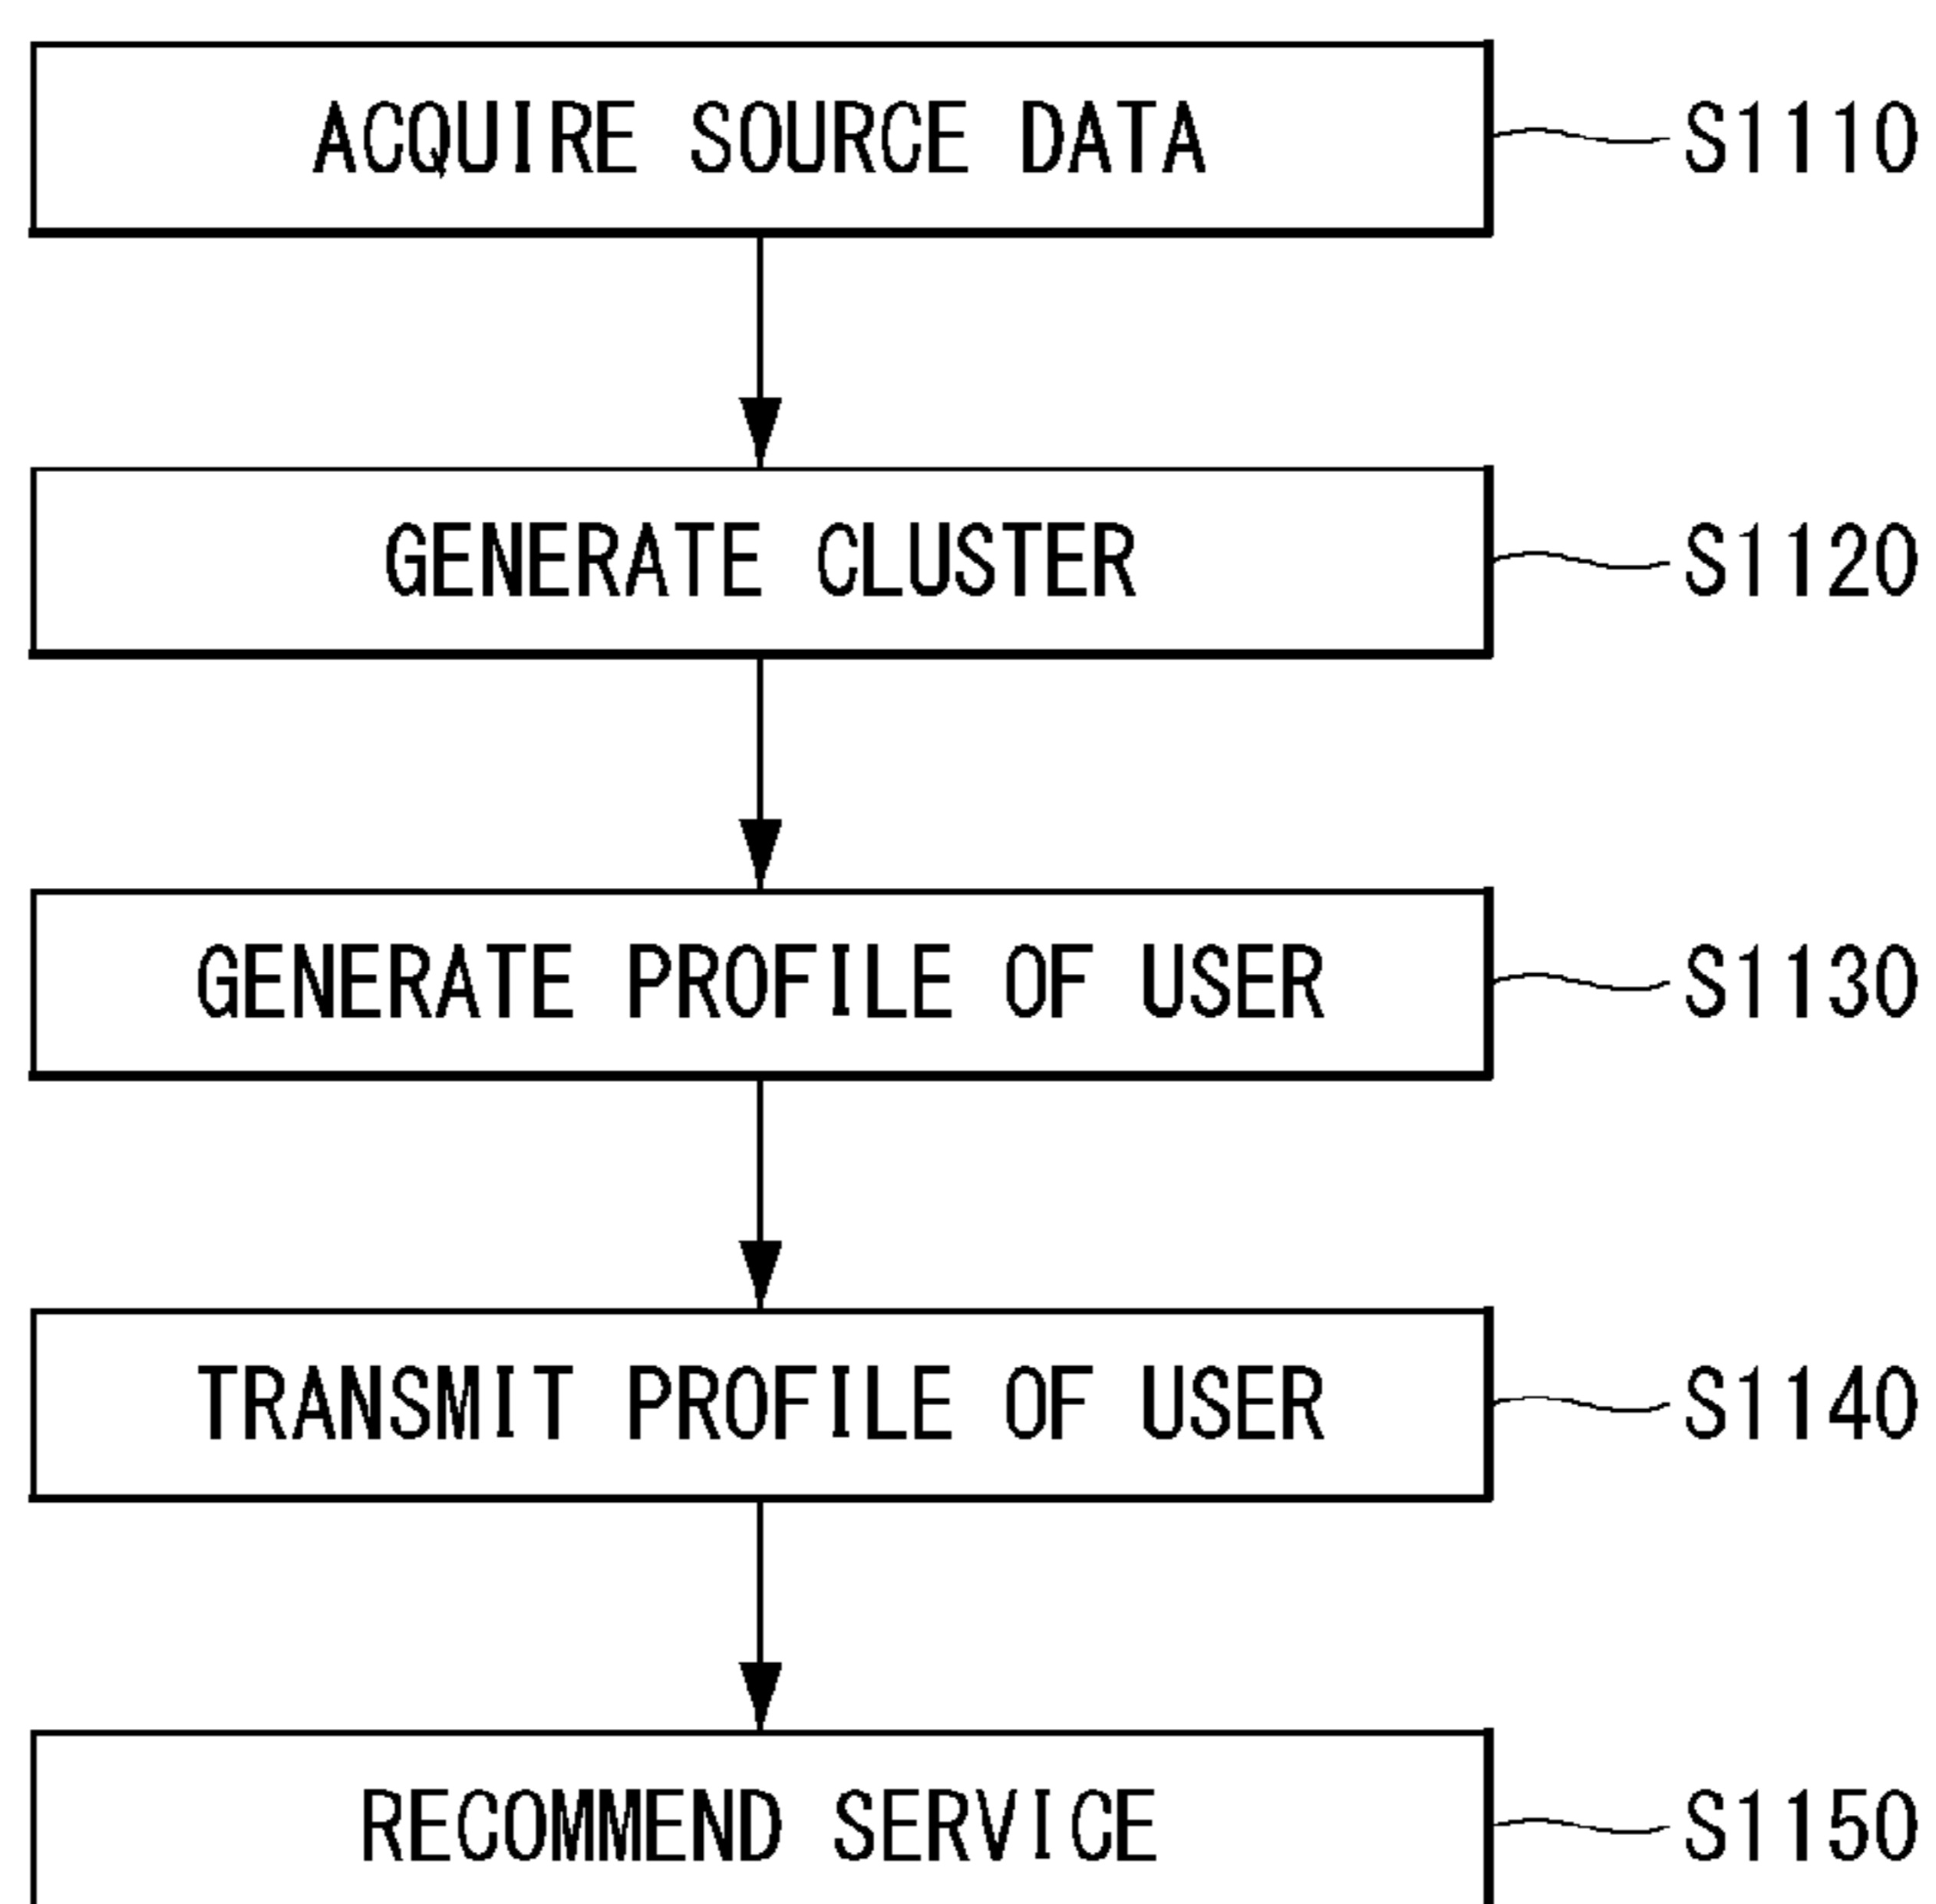 ACQUIRE SOURCE DATA S1110
GENERATE CLUSTER S1120
GENERATE PROFILE OF USER S1130
TRANSMIT PROFILE OF USER S1140
RECOMMEND SERVICE S1150